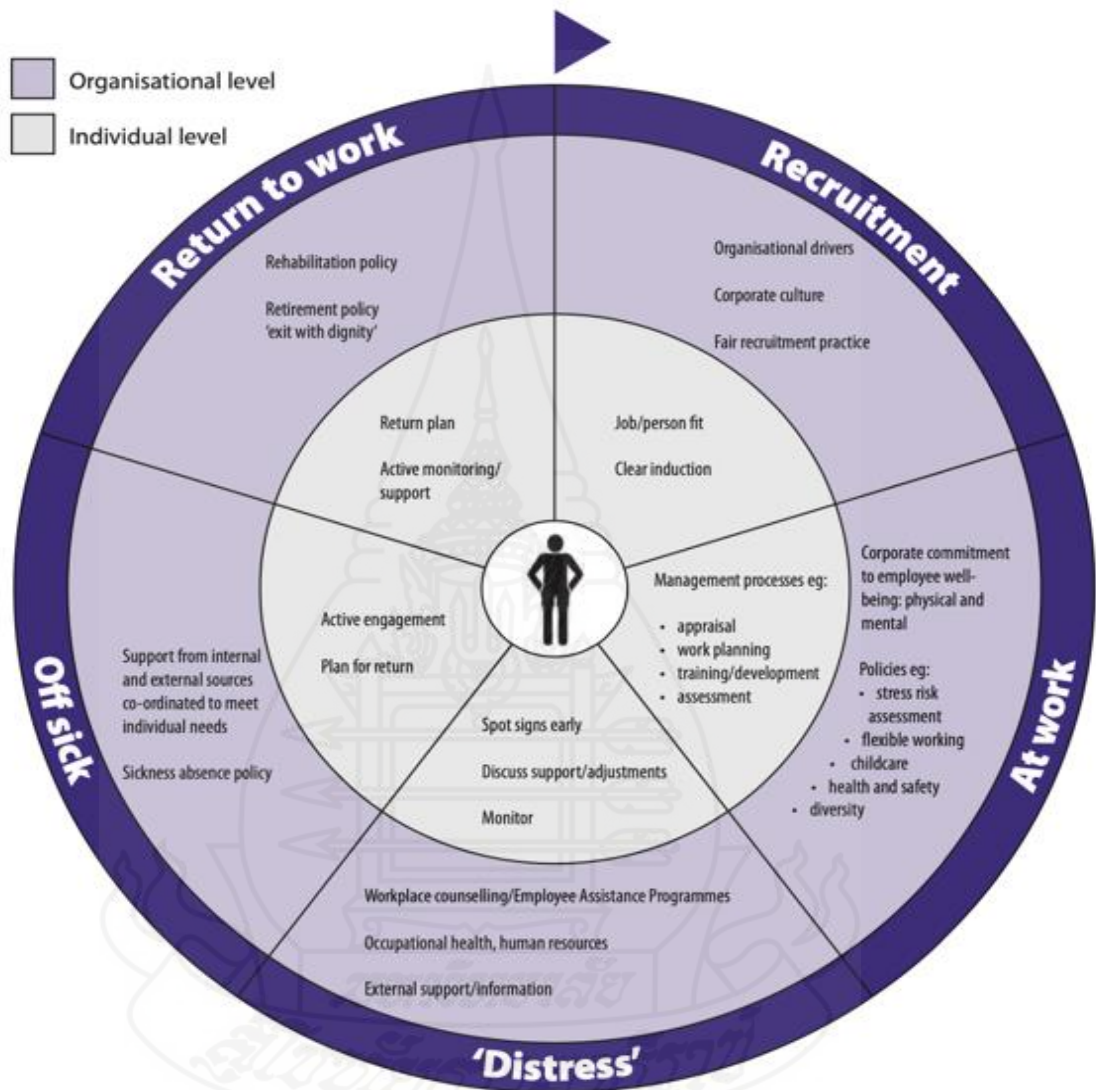 Organisational level
Individual level
Return to work
Recruitment
Rehabilitation policy
Retirement policy
'exit with dignity'
Organisational drivers
Corporate culture
Fair recruitment practice
Return plan
Active monitoring/
support
Job/person fit
Clear induction
Management processes eg:
• appraisal
• work planning
• training/development
• assessment
Corporate commitment
to employee well-
being: physical and
mental
Policies eg:
• stress risk
assessment
• flexible working
• childcare
• health and safety
• diversity
At work
Active engagement
Plan for return
Support from internal
and external sources
co-ordinated to meet
individual needs
Sickness absence policy
Off sick
Spot signs early
Discuss support/adjustments
Monitor
Workplace counselling/Employee Assistance Programmes
Occupational health, human resources
External support/information
'Distress'